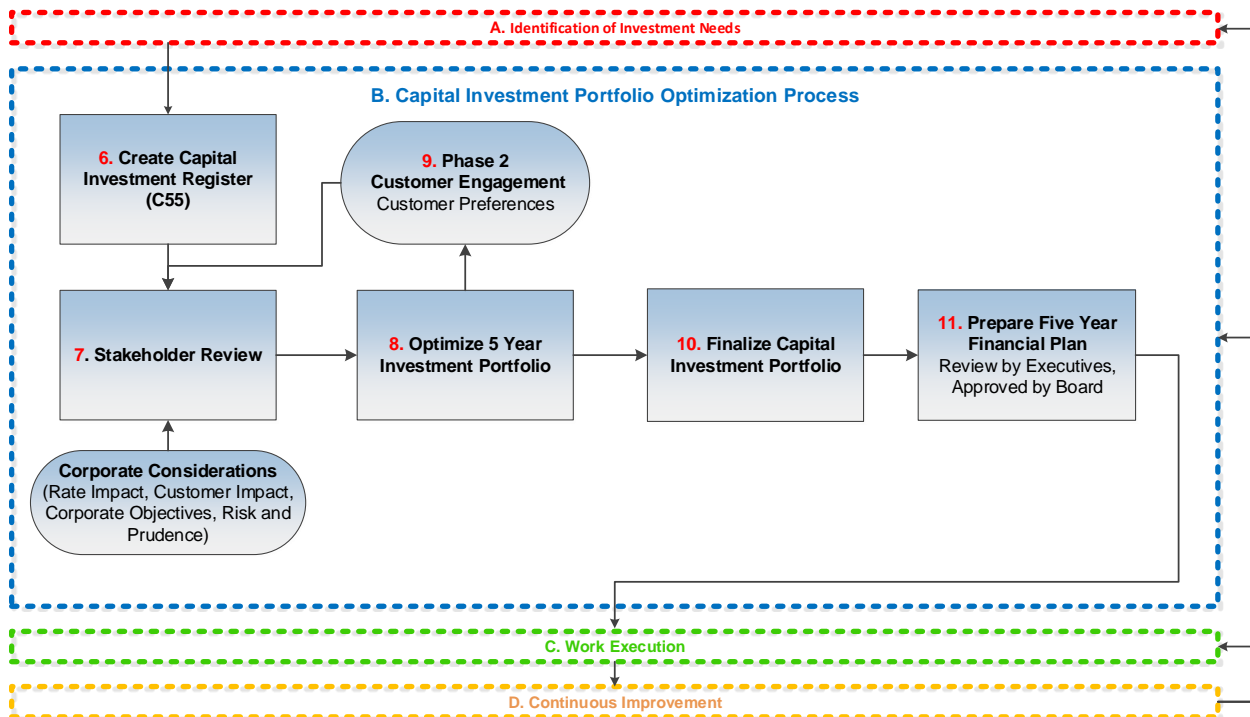 A. Identification of Investment Needs
B. Capital Investment Portfolio Optimization Process
6. Create Capital
Investment Register
(C55)
9. Phase 2
Customer Engagement
Customer Preferences
7. Stakeholder Review
8. Optimize 5 Year
Investment Portfolio
10. Finalize Capital
Investment Portfolio
11. Prepare Five Year
Financial Plan
Review by Executives,
Approved by Board
Corporate Considerations
(Rate Impact, Customer Impact,
Corporate Objectives, Risk and
Prudence)
C. Work Execution
D. Continuous Improvement